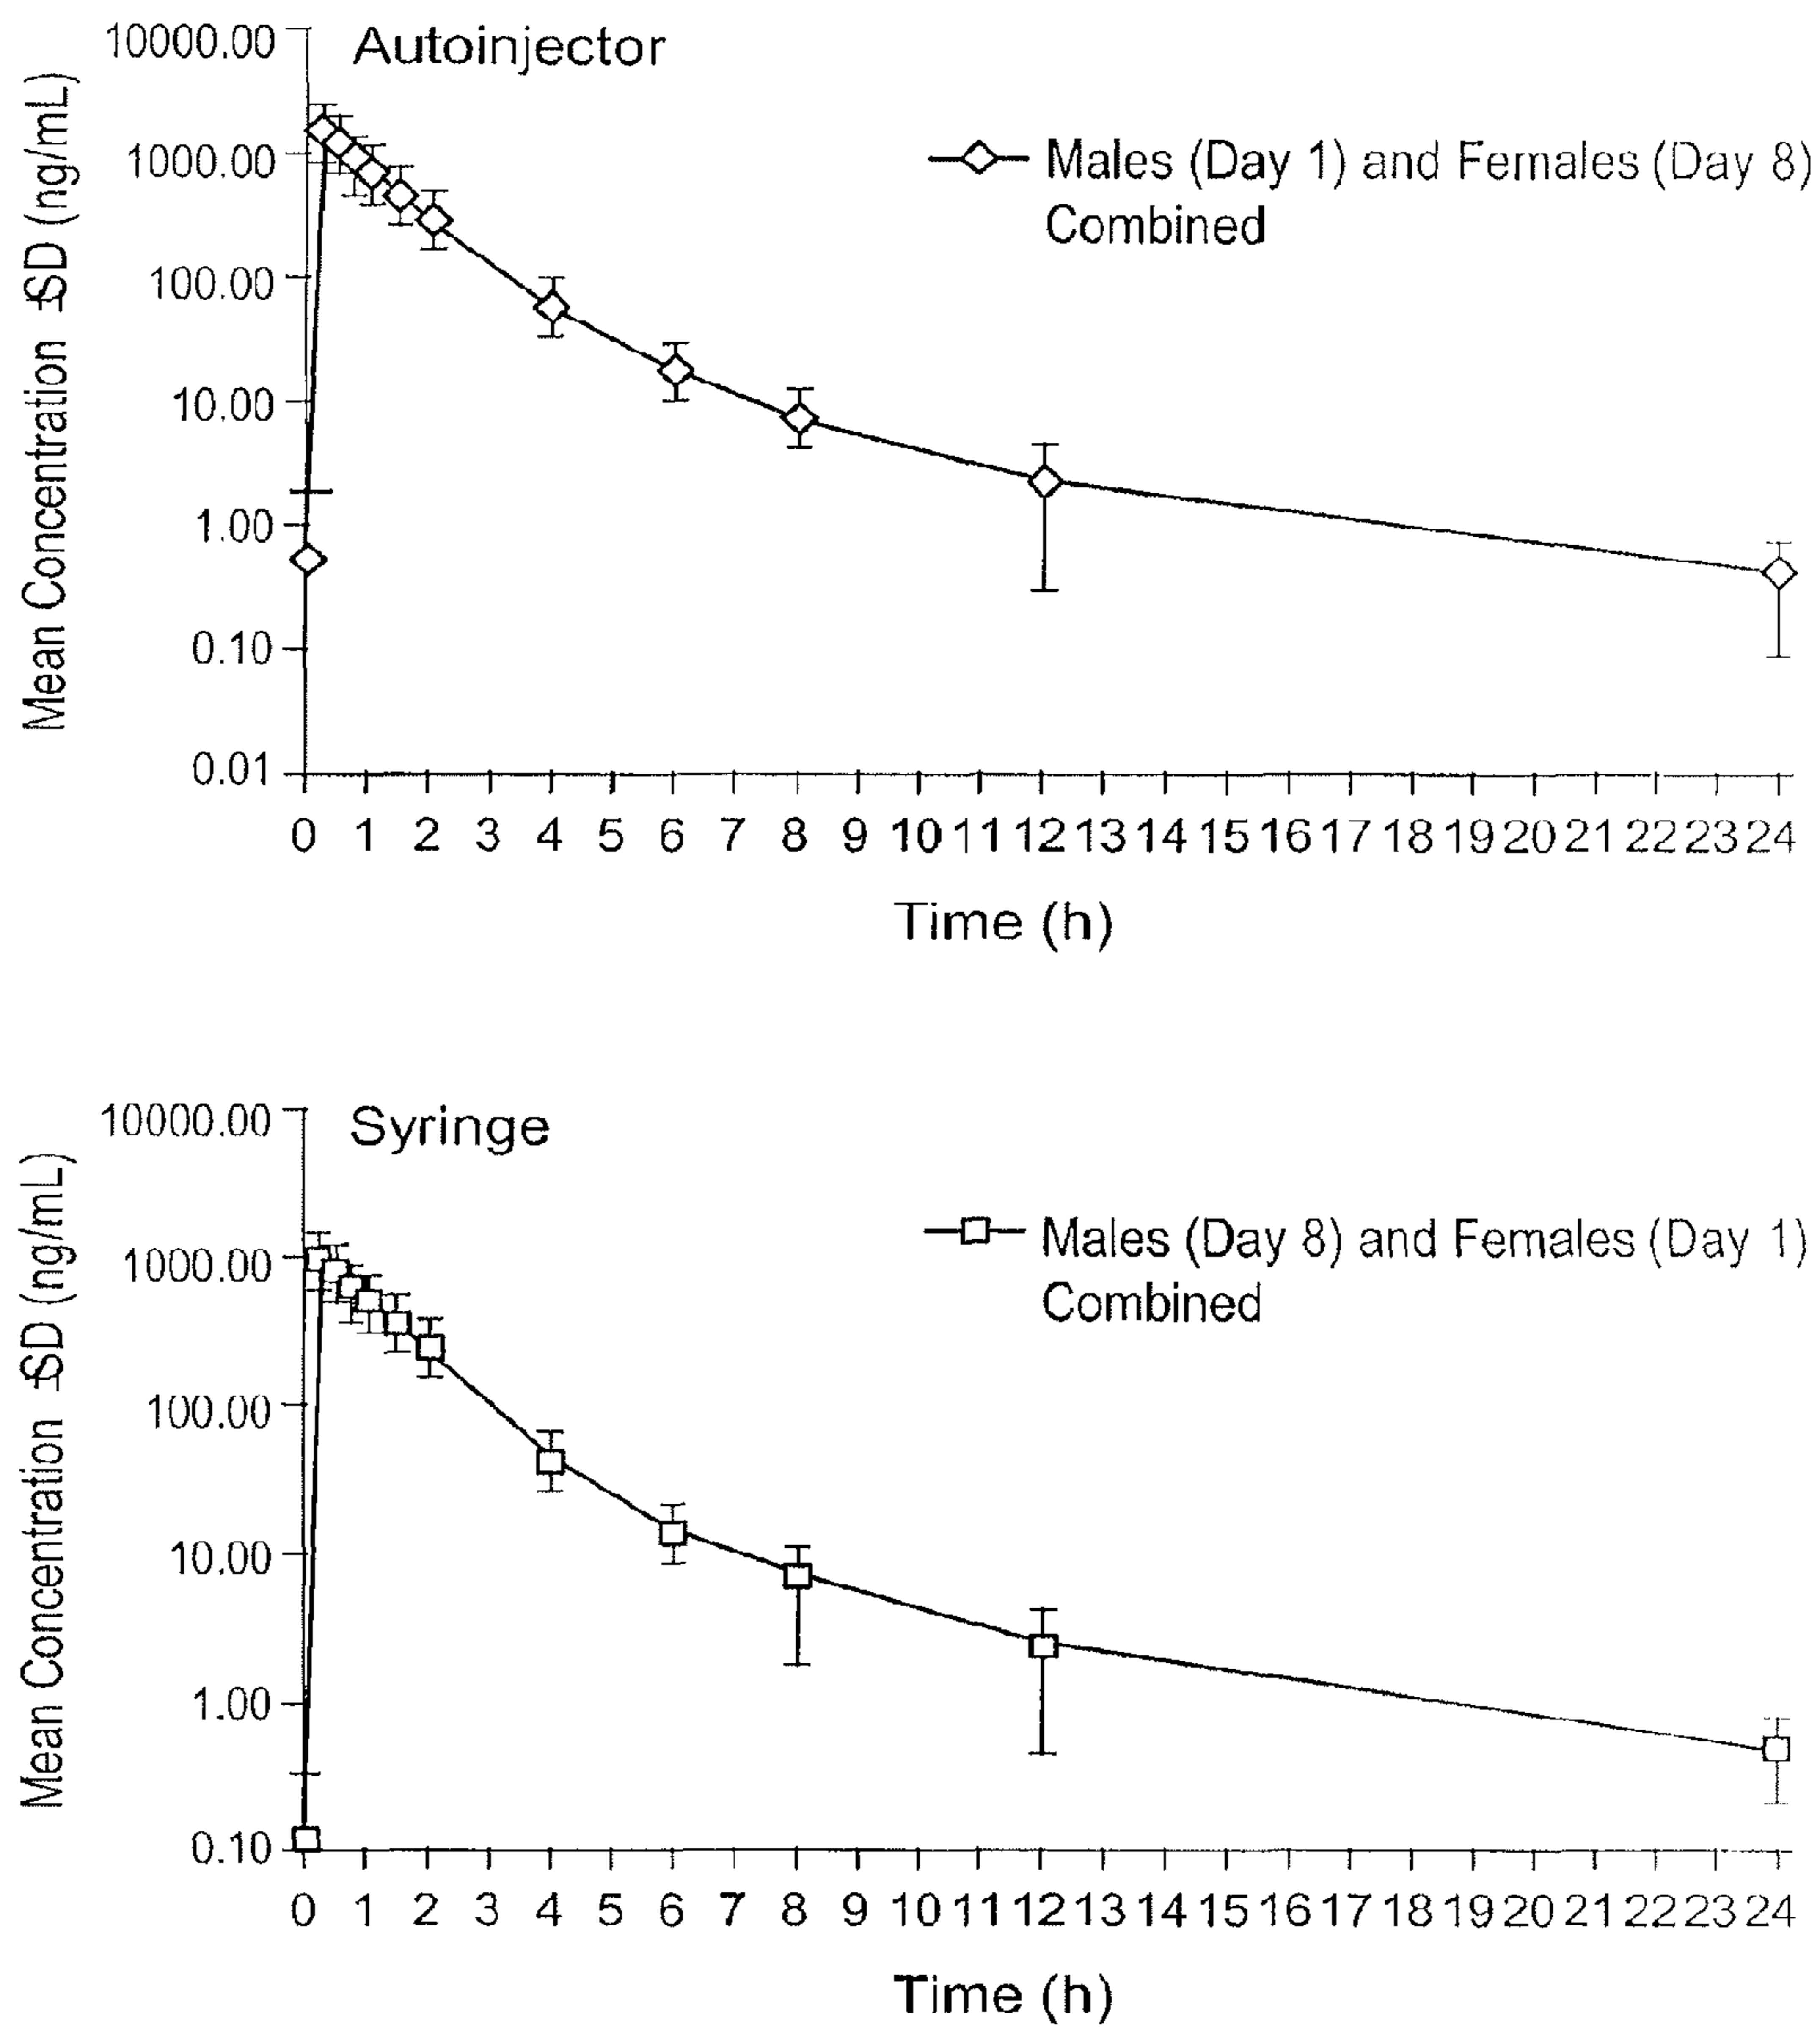 Autoinjector
Mean Concentration ±SD (ng/mL)
10000.00
1000.00
100.00
10.00
1.00
0.10
0.01
Males (Day 1) and Females (Day 8)
Combined
0 1 2 3 4 5 6 7 8 9 10 11 12 13 14 15 16 17 18 19 20 21 22 23 24
Time (h)
Syringe
Mean Concentration ±SD (ng/mL)
10000.00
1000.00
100.00
10.00
1.00
0.10
Males (Day 8) and Females (Day 1)
Combined
0 1 2 3 4 5 6 7 8 9 10 11 12 13 14 15 16 17 18 19 20 21 22 23 24
Time (h)